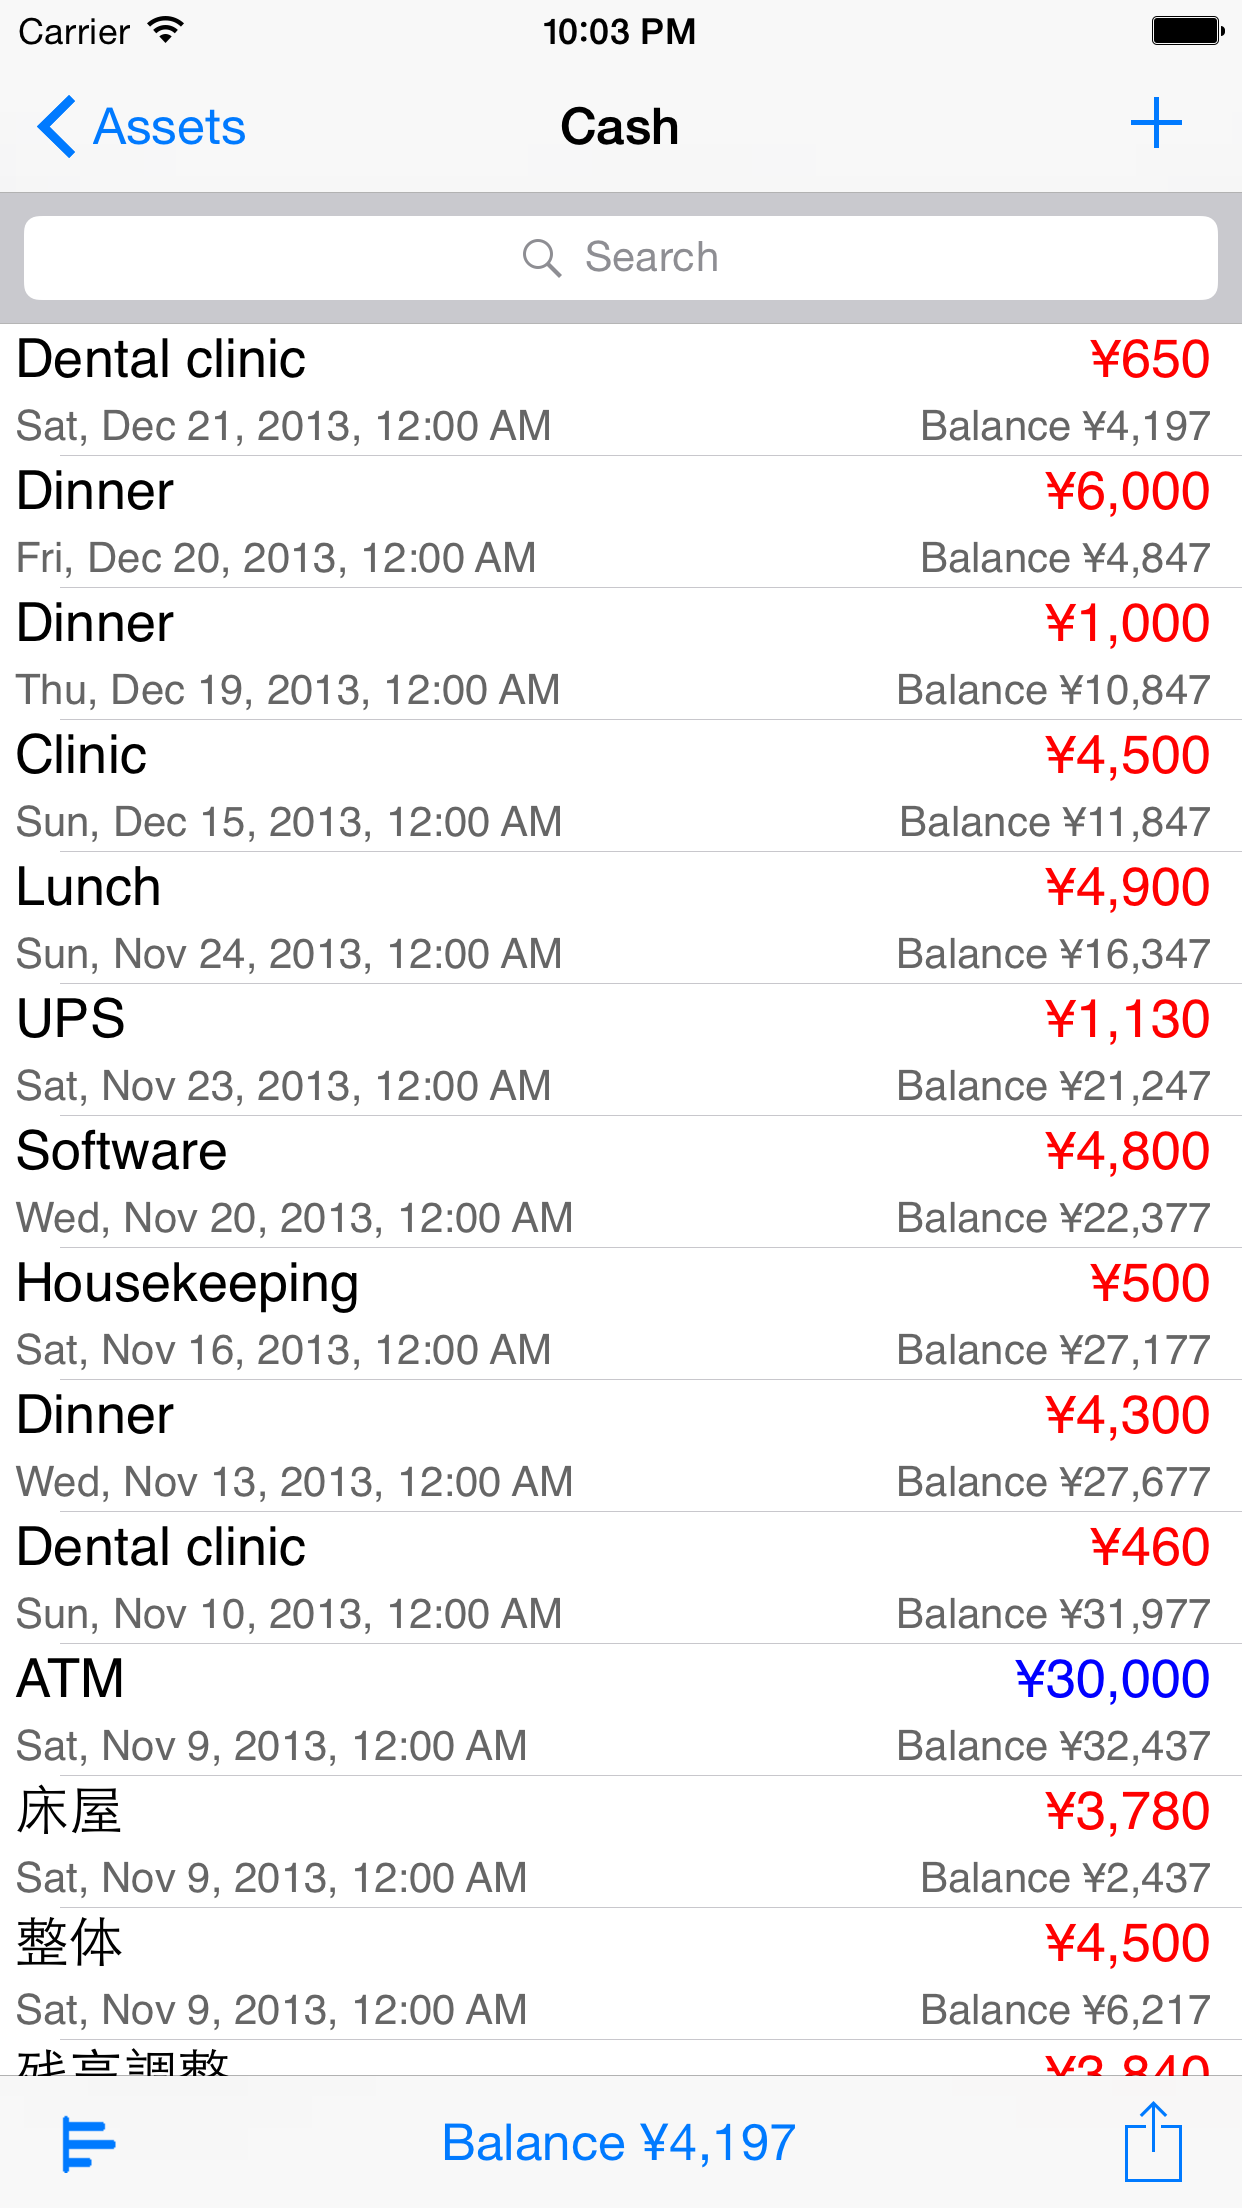 Carrier 10:03 PM
Assets Cash
Search
Dental clinic ¥650
Sat, Dec 21, 2013, 12:00 AM Balance ¥4,197
Dinner ¥6,000
Fri, Dec 20, 2013, 12:00 AM Balance ¥4,847
Dinner ¥1,000
Thu, Dec 19, 2013, 12:00 AM Balance ¥10,847
Clinic ¥4,500
Sun, Dec 15, 2013, 12:00 AM Balance ¥11,847
Lunch ¥4,900
Sun, Nov 24, 2013, 12:00 AM Balance ¥16,347
UPS ¥1,130
Sat, Nov 23, 2013, 12:00 AM Balance ¥21,247
Software ¥4,800
Wed, Nov 20, 2013, 12:00 AM Balance ¥22,377
Housekeeping ¥500
Sat, Nov 16, 2013, 12:00 AM Balance ¥27,177
Dinner ¥4,300
Wed, Nov 13, 2013, 12:00 AM Balance ¥27,677
Dental clinic ¥460
Sun, Nov 10, 2013, 12:00 AM Balance ¥31,977
ATM ¥30,000
Sat, Nov 9, 2013, 12:00 AM Balance ¥32,437
床屋 ¥3,780
Sat, Nov 9, 2013, 12:00 AM Balance ¥2,437
整体 ¥4,500
Sat, Nov 9, 2013, 12:00 AM Balance ¥6,217
残高調整 ¥3,840
Balance ¥4,197